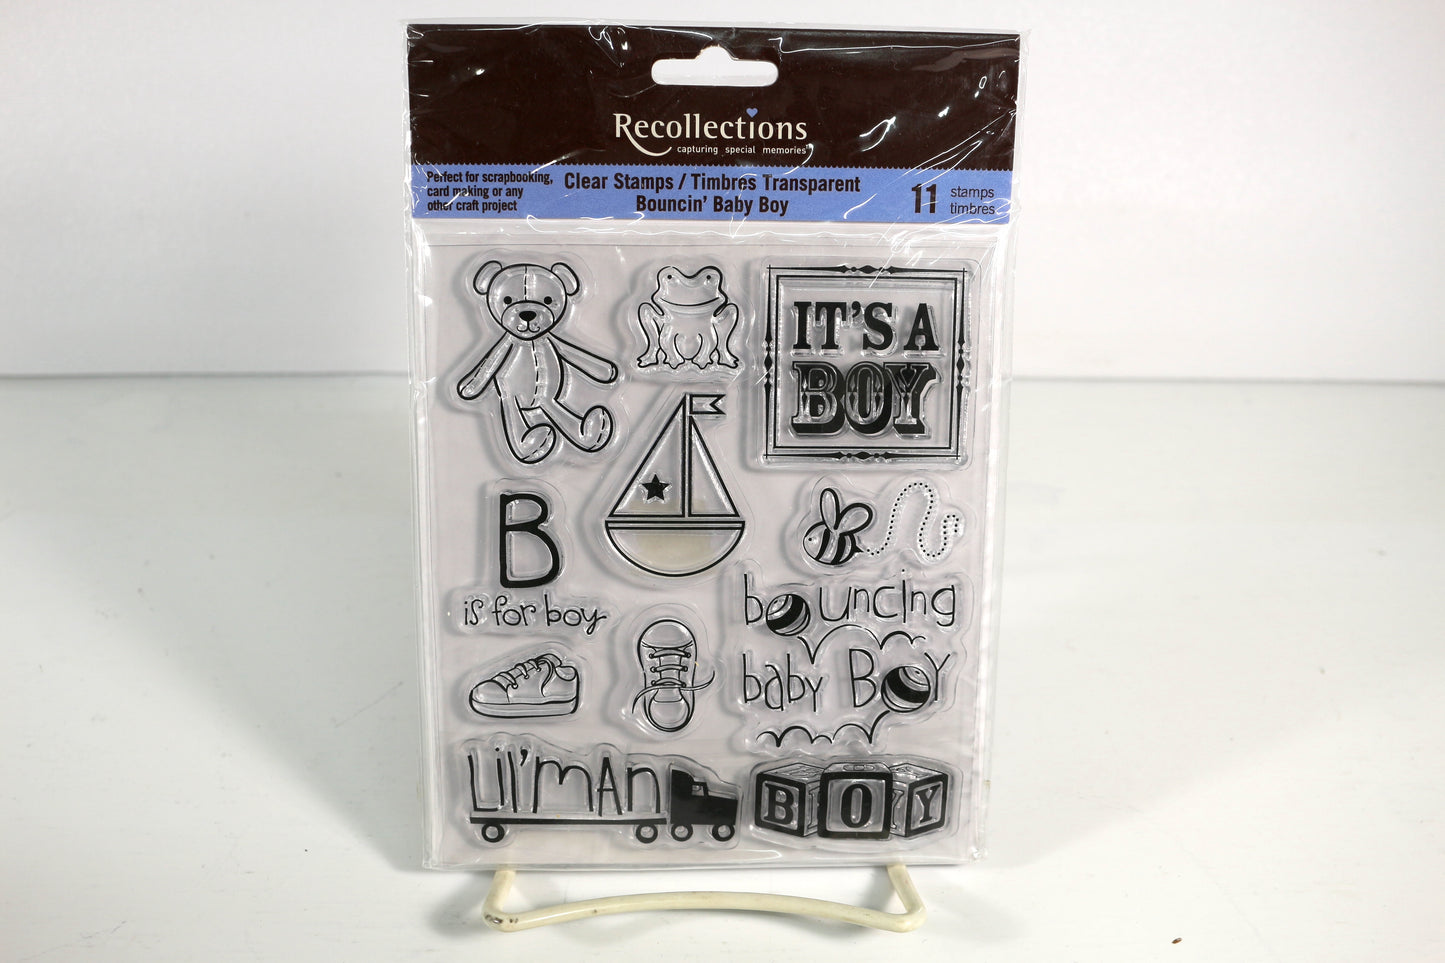 Recollections
capturing special memories™
Perfect for scrapbooking,
card making or any
other craft project
Clear Stamps / Timbres Transparent
Bouncin' Baby Boy
11 stamps
timbres
IT'S A
BOY
B
is for boy
bouncing
baby BOY
Lil'MAN
BOY